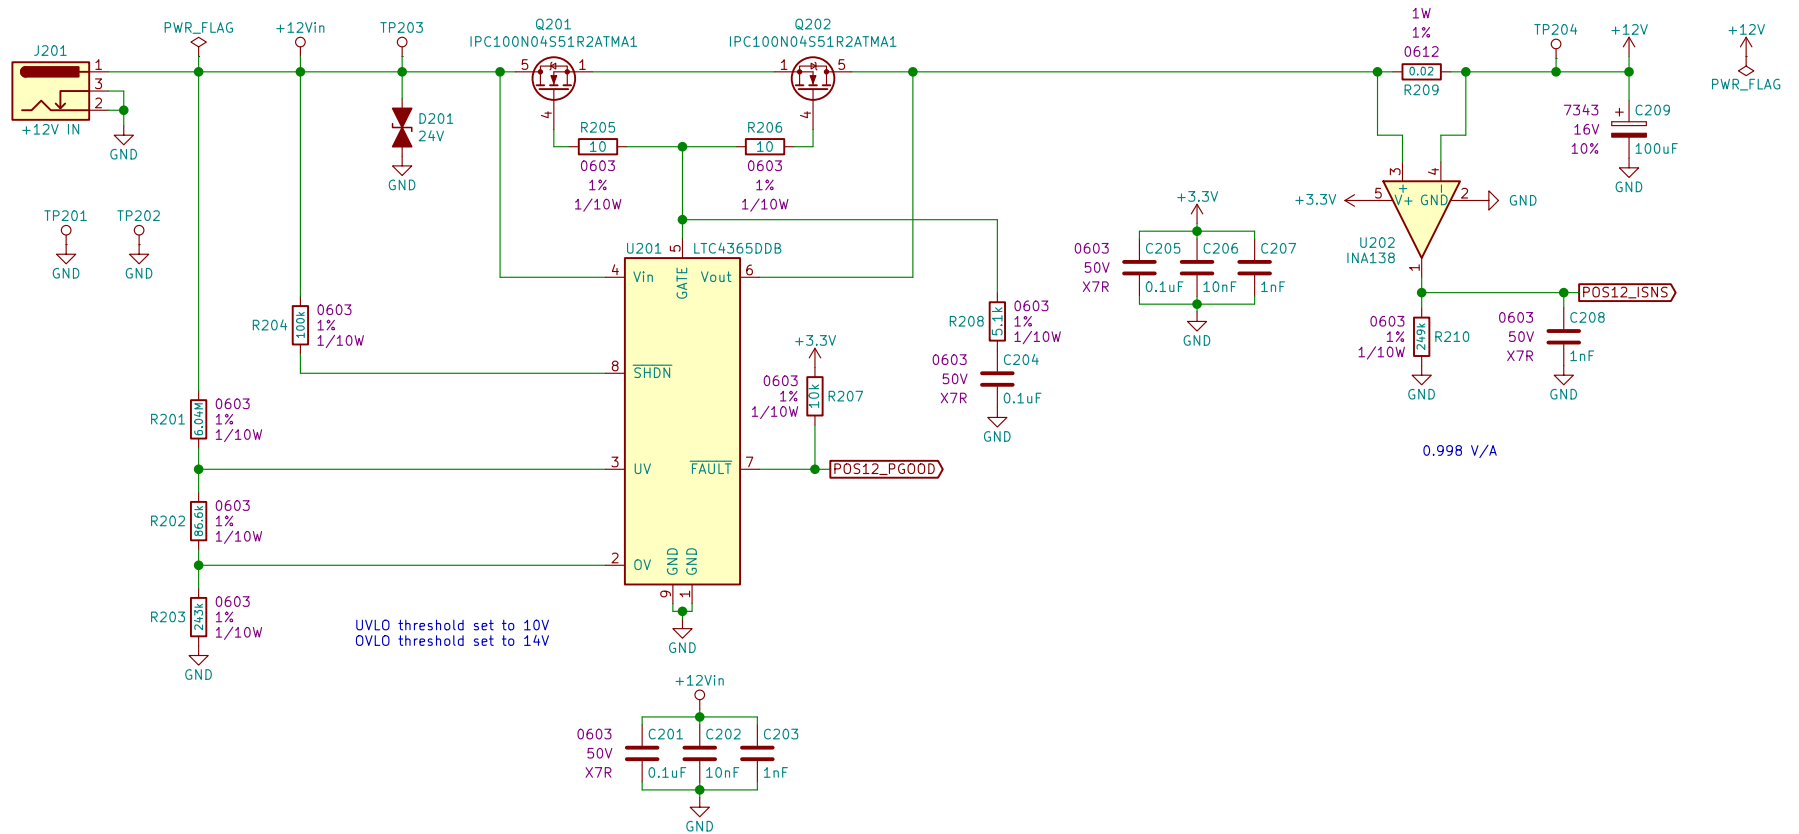 J201
1
3
2
+12V IN
GND
PWR_FLAG
+12Vin
TP203
D201
24V
GND
TP201
GND
TP202
GND
Q201
IPC100N04S51R2ATMA1
5
1
4
Q202
IPC100N04S51R2ATMA1
1
5
4
R205
10
0603
1%
1/10W
R206
10
0603
1%
1/10W
1W
1%
0612
0.02
R209
TP204
+12V
+12V
PWR_FLAG
7343
16V
10%
+
C209
100uF
GND
3
4
+
-
+3.3V
5
V+
GND
2
GND
U202
INA138
1
POS12_ISNS
0603
1%
1/10W
249k
R210
GND
0603
50V
X7R
C208
1nF
GND
0.998 V/A
+3.3V
0603
50V
X7R
C205
0.1uF
C206
10nF
C207
1nF
GND
U201
LTC4365DDB
5
GATE
4
Vin
Vout
6
8
SHDN
3
UV
FAULT
7
2
OV
GND
GND
9
1
GND
R204
100k
0603
1%
1/10W
R208
5.1k
0603
1%
1/10W
0603
50V
X7R
C204
0.1uF
GND
+3.3V
0603
1%
1/10W
10k
R207
POS12_PGOOD
R201
6.04M
0603
1%
1/10W
R202
86.6k
0603
1%
1/10W
R203
243k
0603
1%
1/10W
GND
UVLO threshold set to 10V
OVLO threshold set to 14V
+12Vin
0603
50V
X7R
C201
0.1uF
C202
10nF
C203
1nF
GND